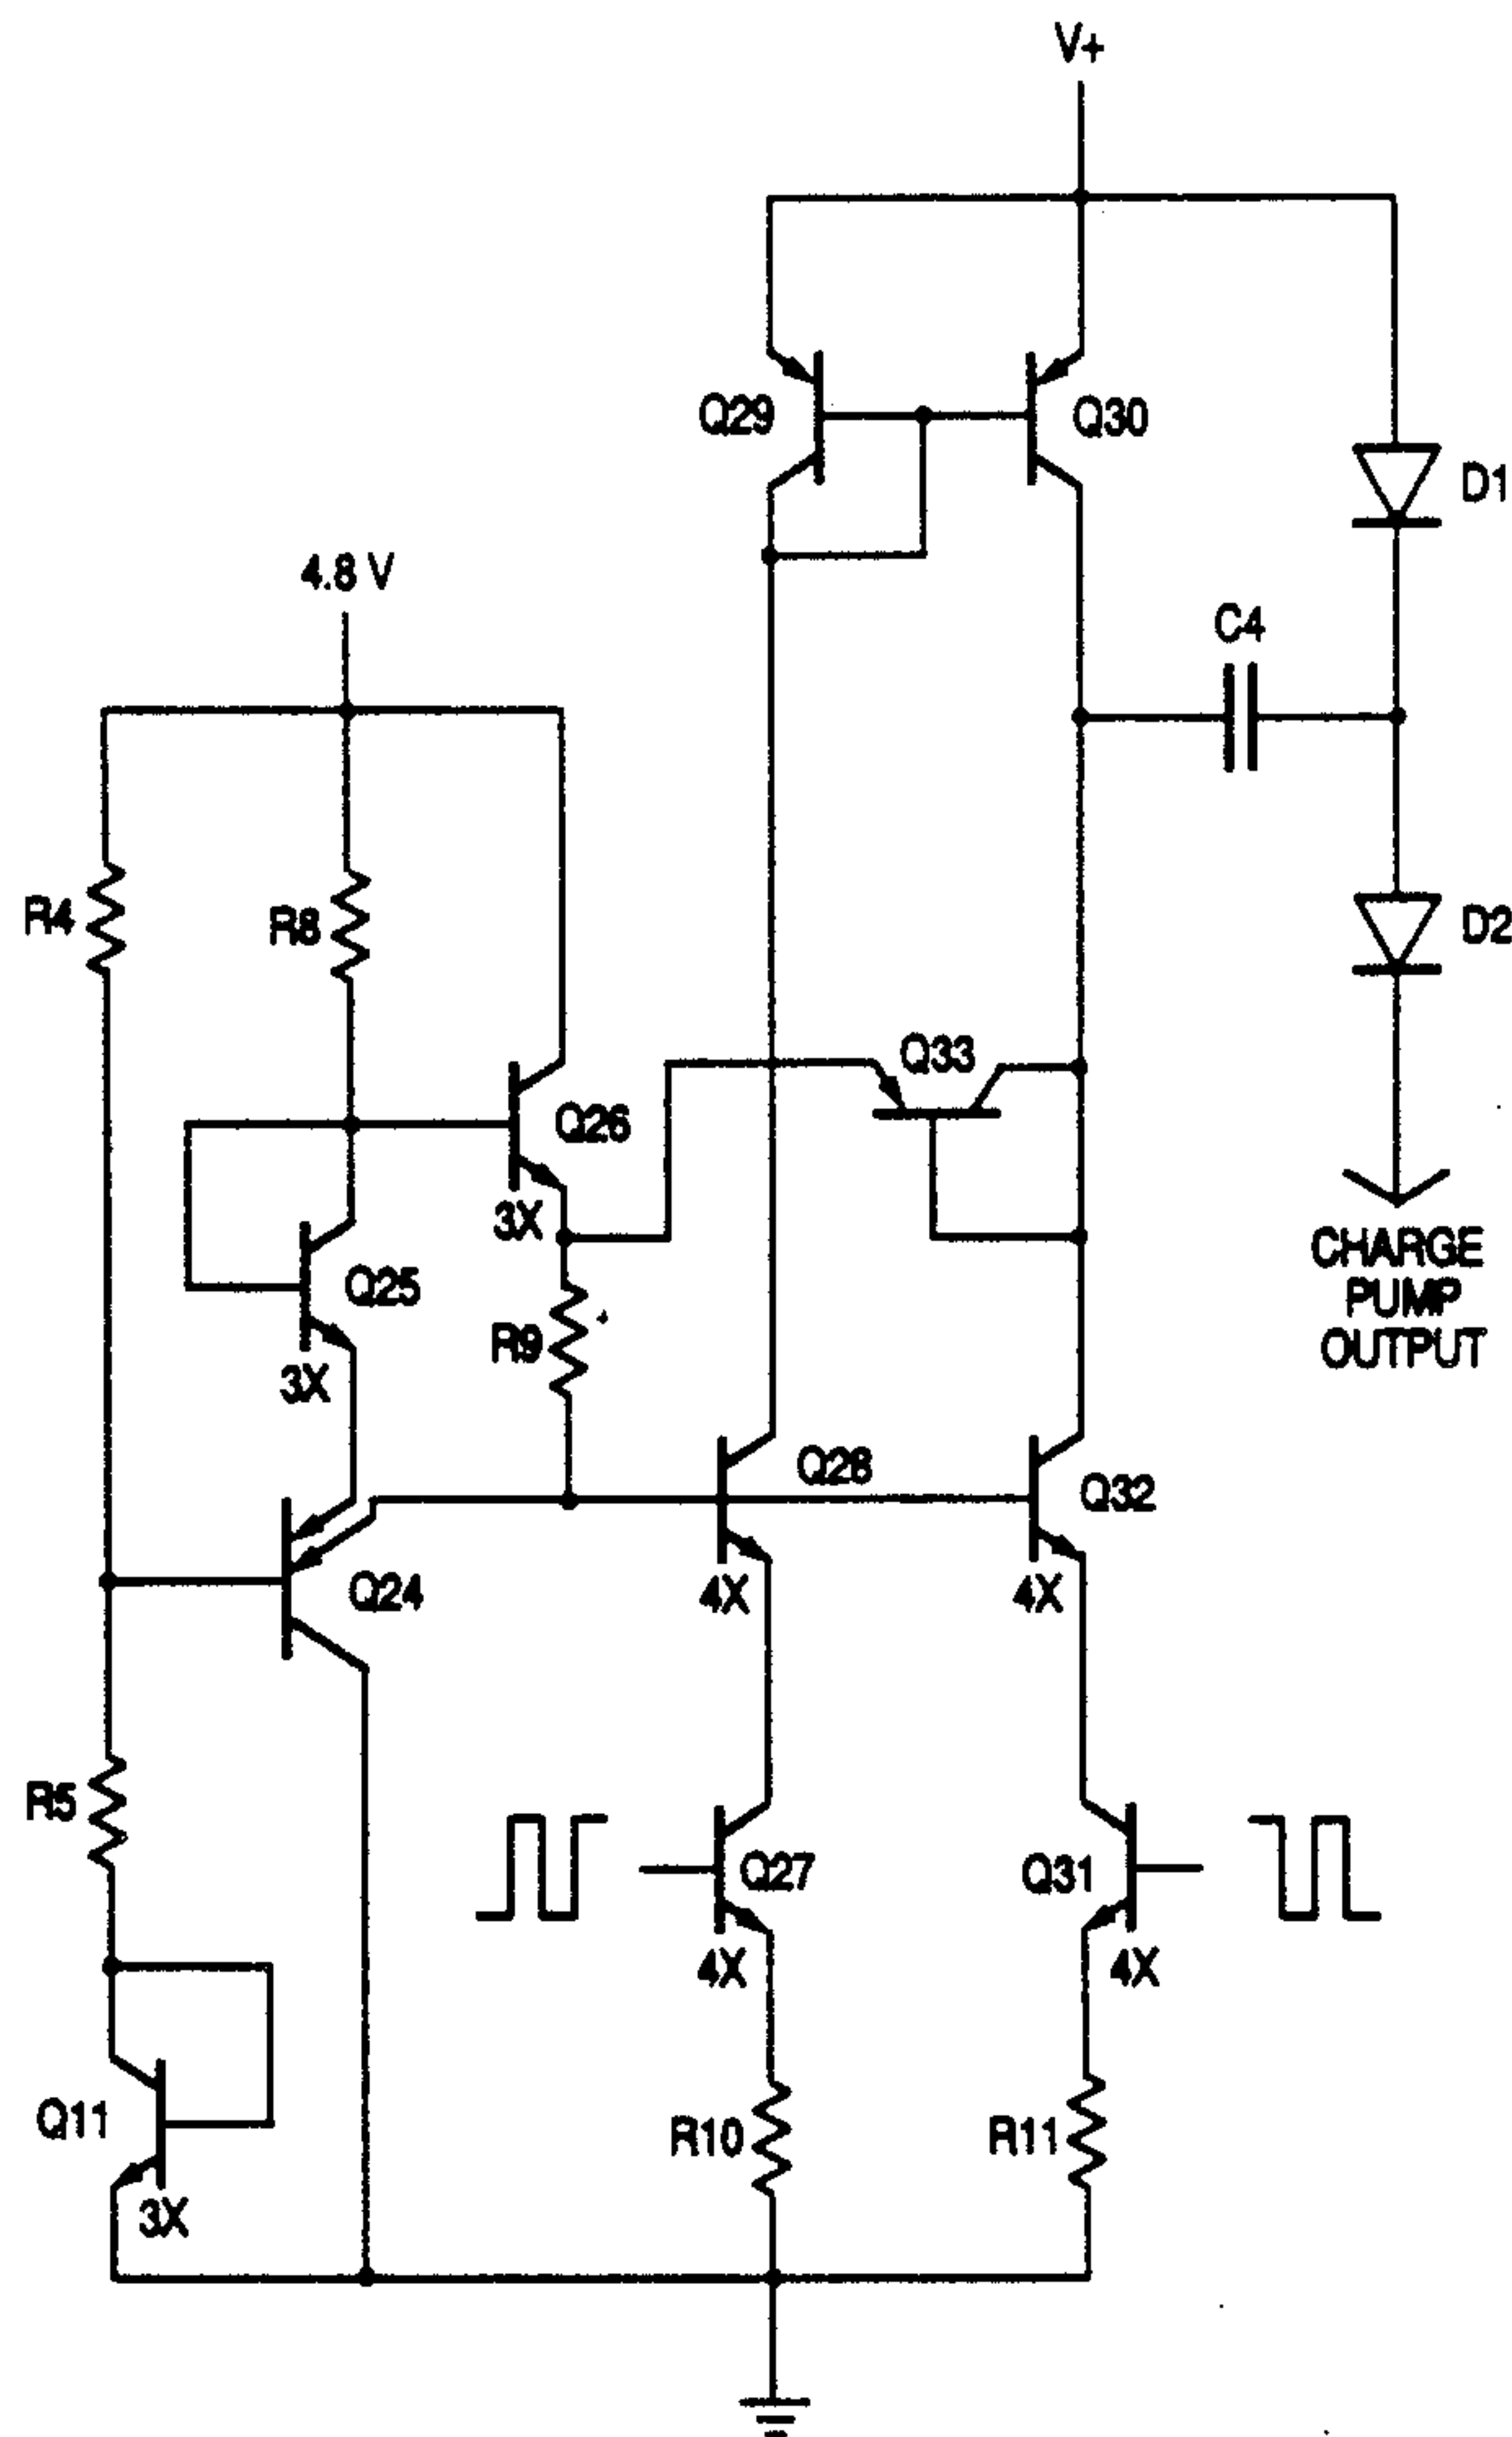 V+
Q29
Q30
D1
4.8 V
C4
R4
R8
D2
Q33
Q26
3X
Q25
R9
3X
CHARGE
PUMP
OUTPUT
Q28
Q32
Q24
4X
4X
R5
Q27
Q31
4X
4X
Q11
R10
R11
3X